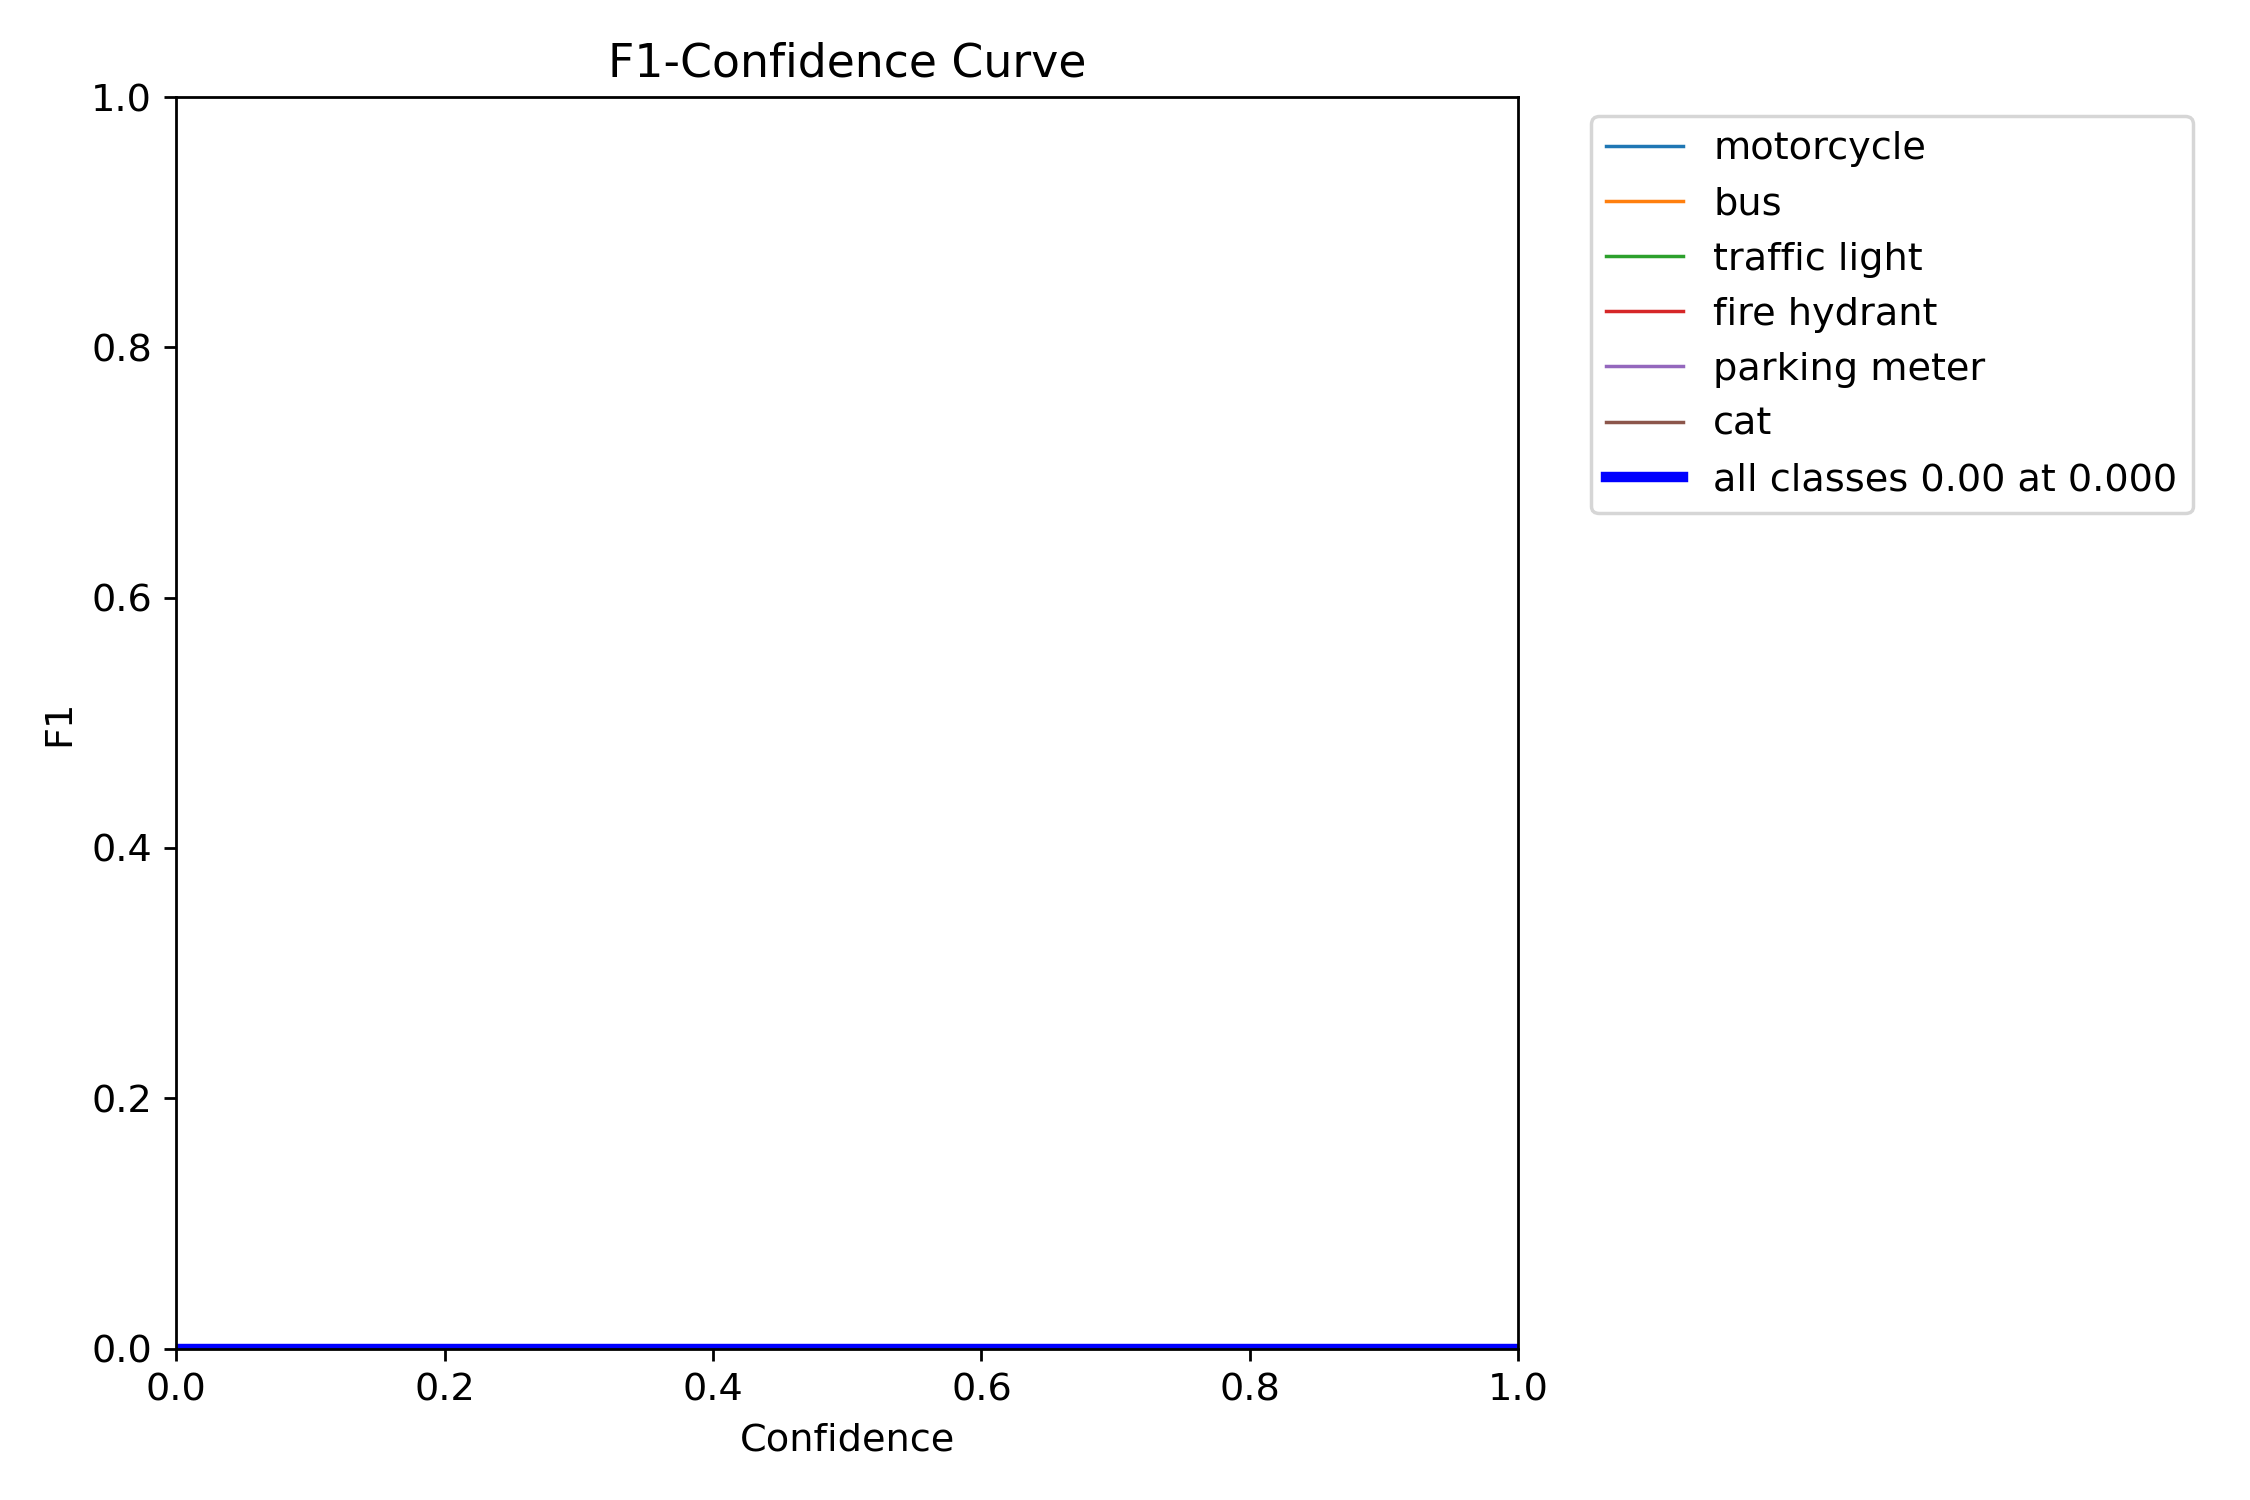 F1-Confidence Curve
1.0
0.8
0.6
0.4
0.2
0.0
F1
0.0 0.2 0.4 0.6 0.8 1.0
Confidence
motorcycle
bus
traffic light
fire hydrant
parking meter
cat
all classes 0.00 at 0.000